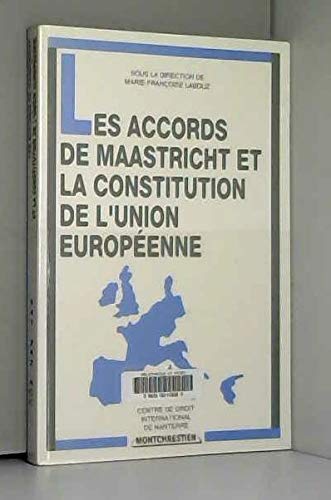 SOUS LA DIRECTION DE
MARIE-FRANÇOISE LABOUZ
LES ACCORDS
DE MAASTRICHT ET
LA CONSTITUTION
DE L'UNION
EUROPÉENNE
CENTRE DE DROIT
INTERNATIONAL
DE NANTERRE
MONTCHRESTIEN